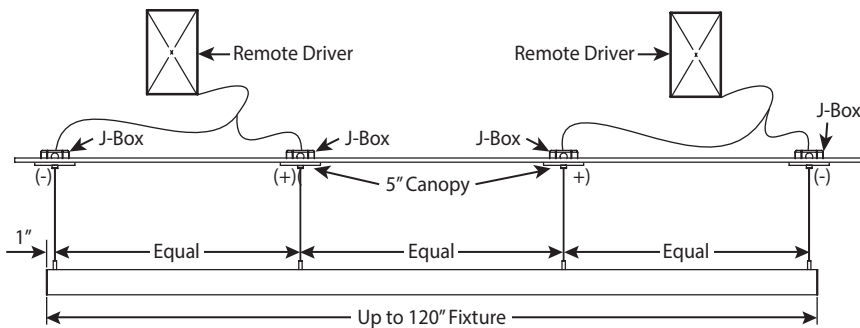 Remote Driver
Remote Driver
J-Box
J-Box
J-Box
J-Box
(-)
(+)(
+)
(-)
5″ Canopy
1″
Equal
Equal
Equal
Up to 120″ Fixture